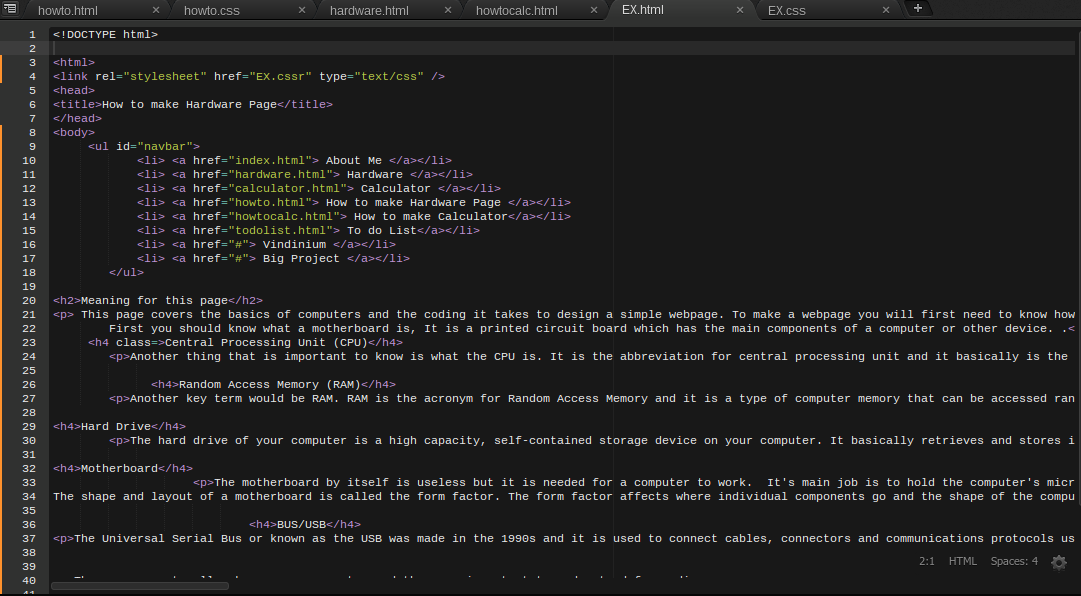 howto.html × howto.css × hardware.html × howtocalc.html × EX.html × EX.css × +
1 <!DOCTYPE html>
2
3 <html>
4 <link rel="stylesheet" href="EX.cssr" type="text/css" />
5 <head>
6 <title>How to make Hardware Page</title>
7 </head>
8 <body>
9 <ul id="navbar">
10 <li> <a href="index.html"> About Me </a></li>
11 <li> <a href="hardware.html"> Hardware </a></li>
12 <li> <a href="calculator.html"> Calculator </a></li>
13 <li> <a href="howto.html"> How to make Hardware Page </a></li>
14 <li> <a href="howtocalc.html"> How to make Calculator</a></li>
15 <li> <a href="todolist.html"> To do List</a></li>
16 <li> <a href="#"> Vindinium </a></li>
17 <li> <a href="#"> Big Project </a></li>
18 </ul>
19
20 <h2>Meaning for this page</h2>
21 <p> This page covers the basics of computers and the coding it takes to design a simple webpage. To make a webpage you will first need to know how
22 First you should know what a motherboard is, It is a printed circuit board which has the main components of a computer or other device. .<
23 <h4 class=>Central Processing Unit (CPU)</h4>
24 <p>Another thing that is important to know is what the CPU is. It is the abbreviation for central processing unit and it basically is the
25
26 <h4>Random Access Memory (RAM)</h4>
27 <p>Another key term would be RAM. RAM is the acronym for Random Access Memory and it is a type of computer memory that can be accessed ran
28
29 <h4>Hard Drive</h4>
30 <p>The hard drive of your computer is a high capacity, self-contained storage device on your computer. It basically retrieves and stores i
31
32 <h4>Motherboard</h4>
33 <p>The motherboard by itself is useless but it is needed for a computer to work.  It's main job is to hold the computer's micr
34 The shape and layout of a motherboard is called the form factor. The form factor affects where individual components go and the shape of the compu
35
36 <h4>BUS/USB</h4>
37 <p>The Universal Serial Bus or known as the USB was made in the 1990s and it is used to connect cables, connectors and communications protocols us
38
39
2:1 HTML Spaces: 4
40
41